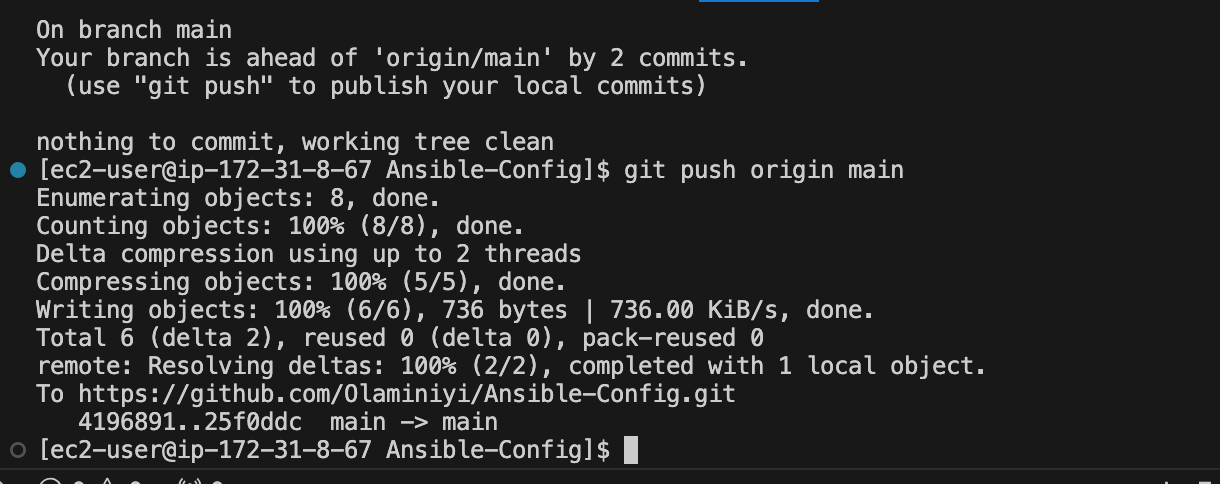 On branch main
Your branch is ahead of 'origin/main' by 2 commits.
  (use "git push" to publish your local commits)
nothing to commit, working tree clean
[ec2-user@ip-172-31-8-67 Ansible-Config]$ git push origin main
Enumerating objects: 8, done.
Counting objects: 100% (8/8), done.
Delta compression using up to 2 threads
Compressing objects: 100% (5/5), done.
Writing objects: 100% (6/6), 736 bytes | 736.00 KiB/s, done.
Total 6 (delta 2), reused 0 (delta 0), pack-reused 0
remote: Resolving deltas: 100% (2/2), completed with 1 local object.
To https://github.com/Olaminiyi/Ansible-Config.git
   4196891..25f0ddc  main -> main
[ec2-user@ip-172-31-8-67 Ansible-Config]$